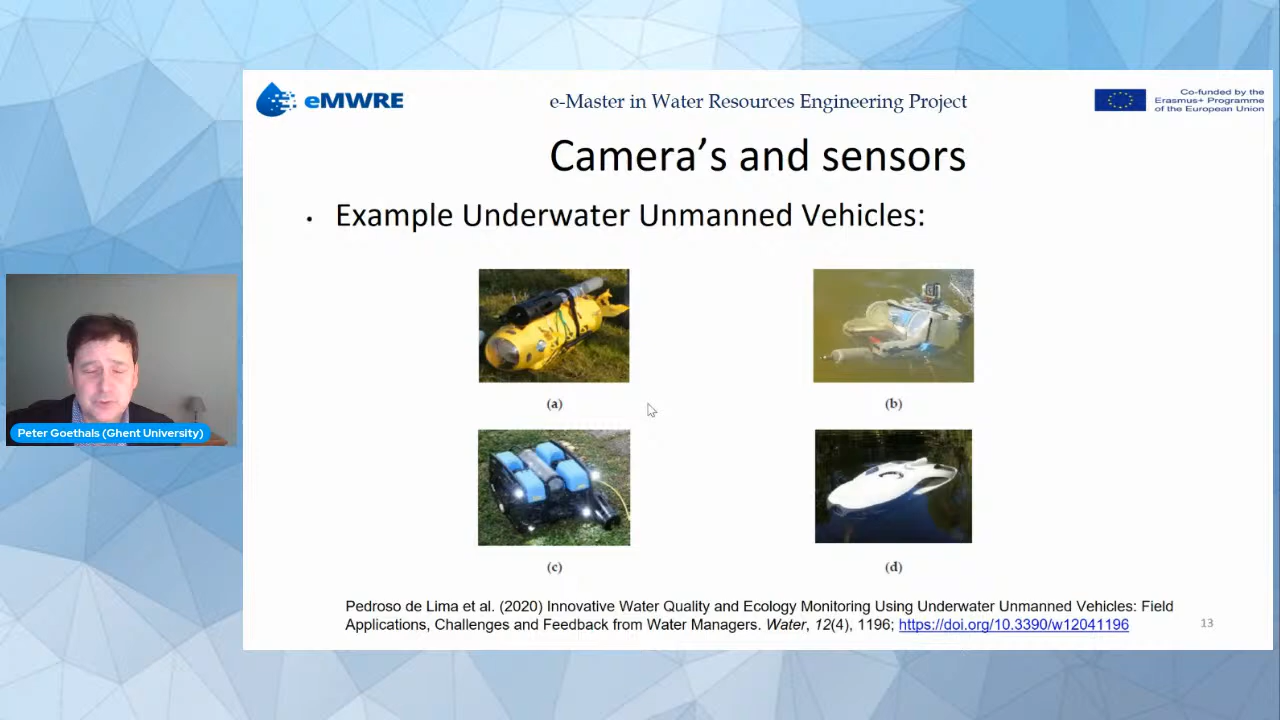 eMWRE
e-Master in Water Resources Engineering Project
Co-funded by the
Erasmus+ Programme
of the European Union
Camera's and sensors
• Example Underwater Unmanned Vehicles:
(a)
(b)
Peter Goethals (Ghent University)
(c)
(d)
Pedroso de Lima et al. (2020) Innovative Water Quality and Ecology Monitoring Using Underwater Unmanned Vehicles: Field
Applications, Challenges and Feedback from Water Managers. Water, 12(4), 1196; https://doi.org/10.3390/w12041196
13